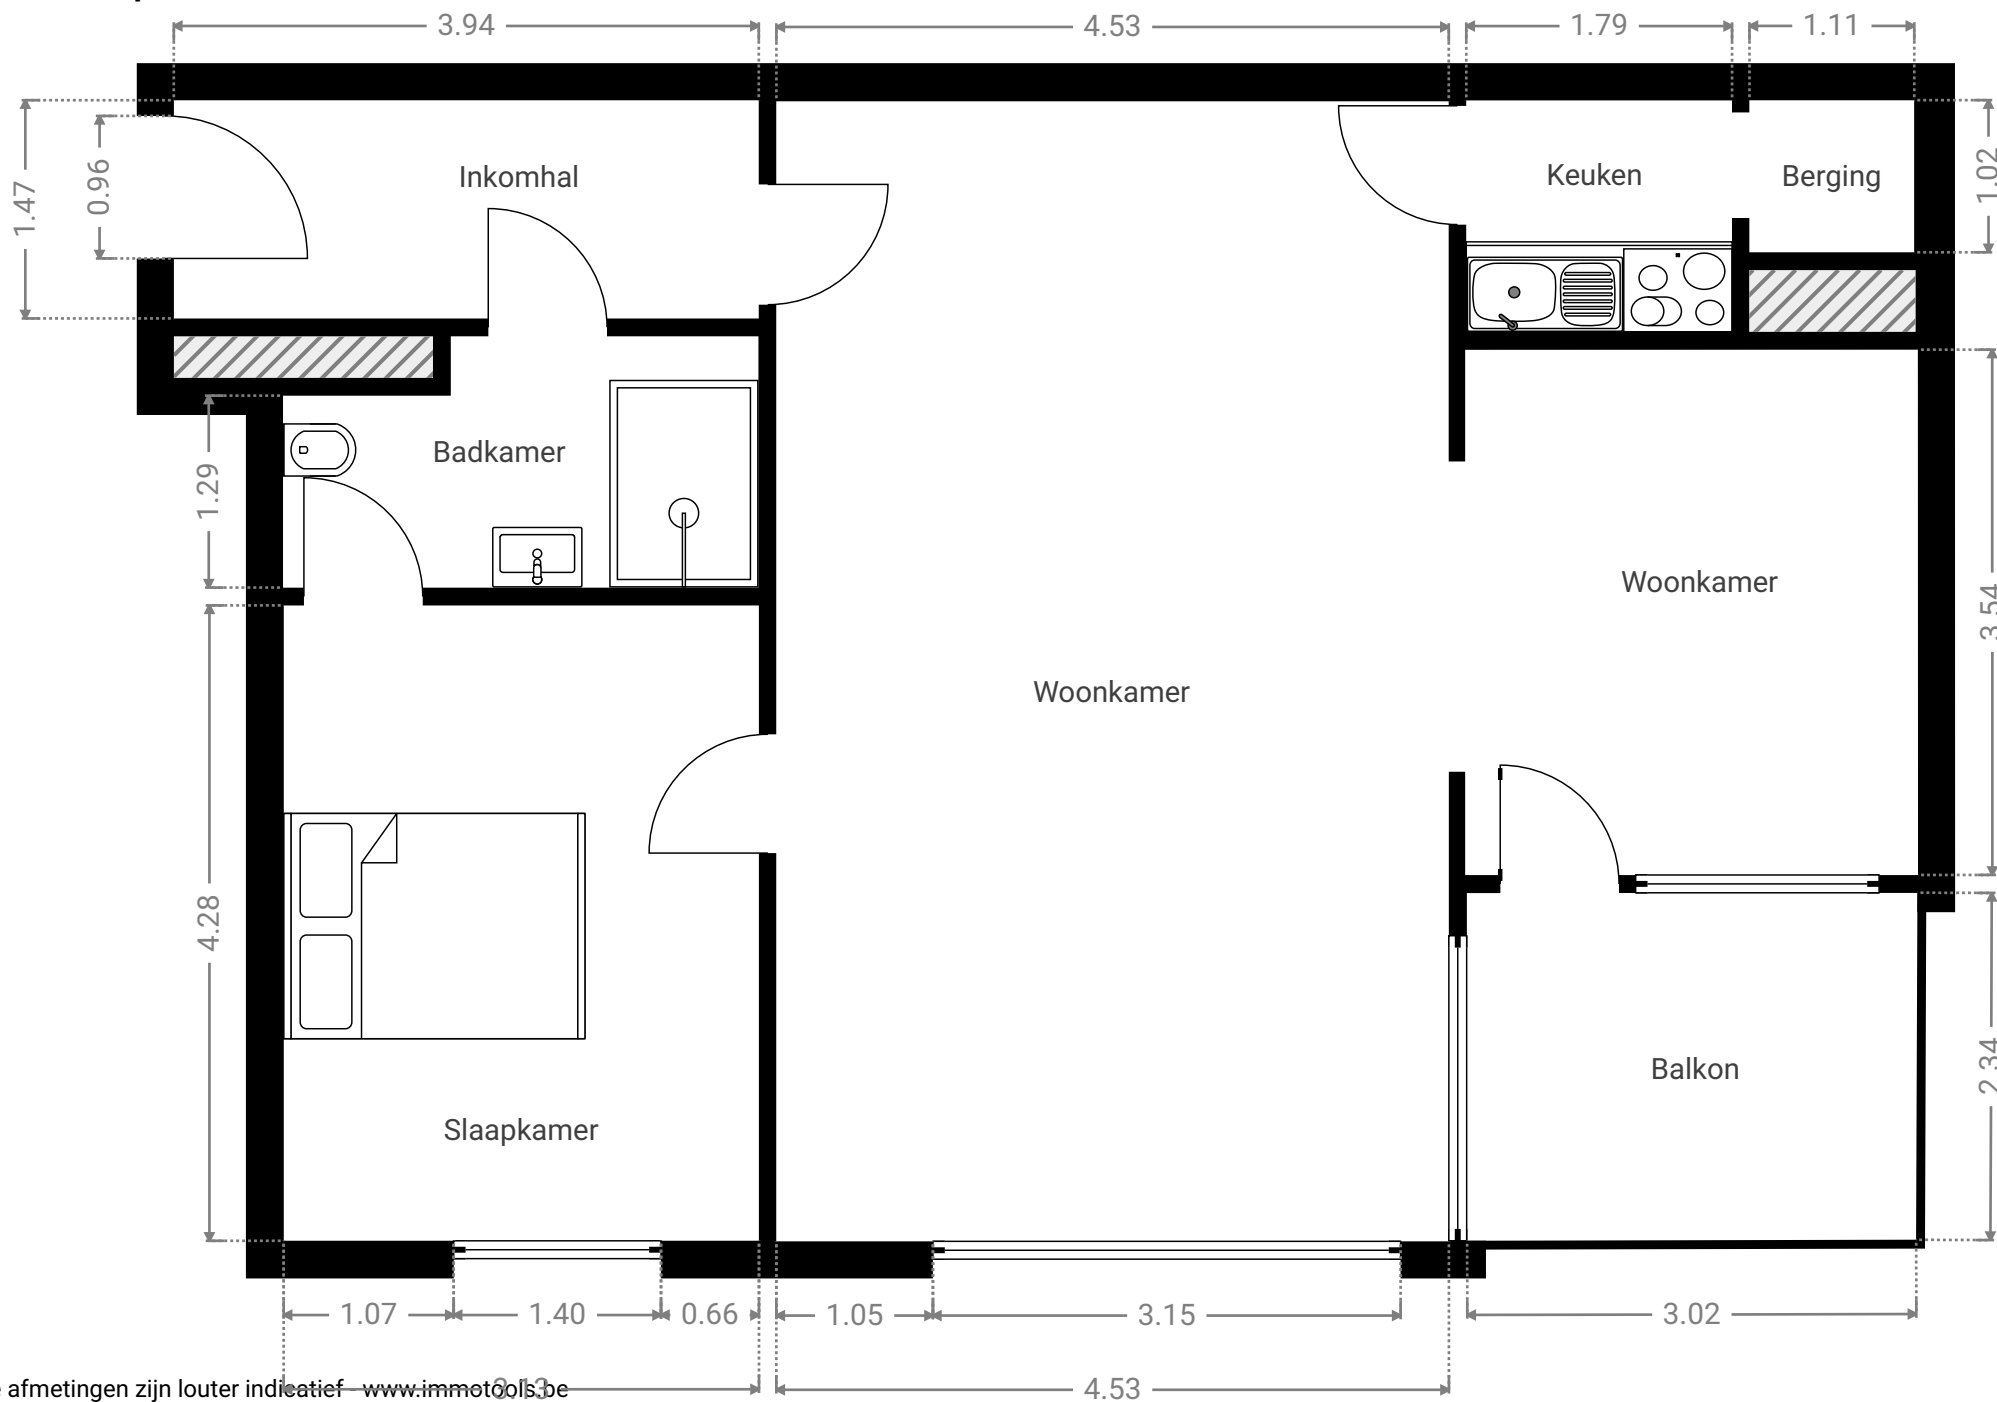 3.94
4.53
1.79
1.11
1.47
0.96
Inkomhal
Keuken
Berging
1.02
Badkamer
1.29
Woonkamer
3.54
Woonkamer
4.28
Balkon
2.34
Slaapkamer
1.07
1.40
0.66
1.05
3.15
3.02
afmetingen zijn louter indicatief - www.immotools.be
3.13
4.53